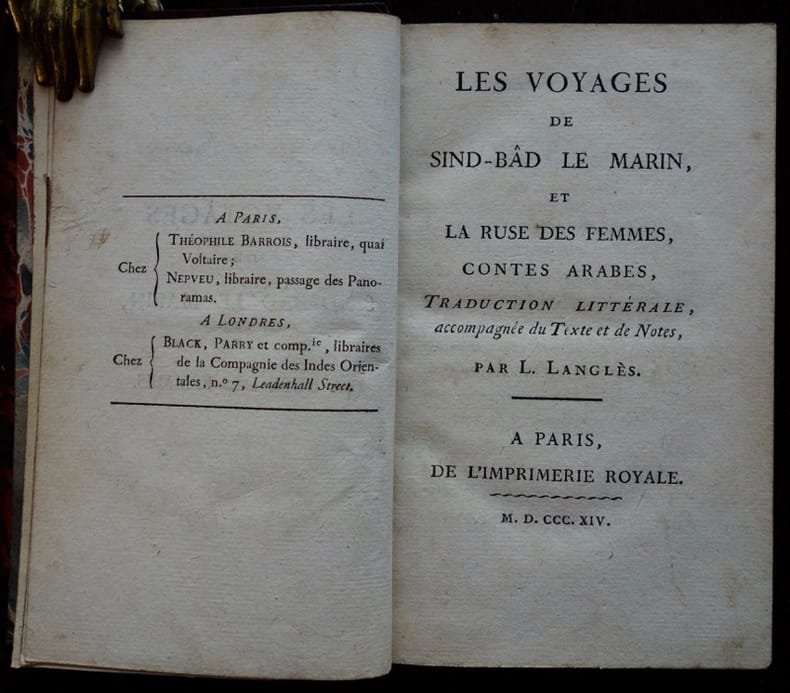 A PARIS,
Chez
THÉOPHILE BARROIS, libraire, quai
Voltaire;
NEPVEU, libraire, passage des Pano-
ramas.
A LONDRES,
Chez
BLACK, PARRY et comp.ie, libraires
de la Compagnie des Indes Orien-
tales, n.o 7, Leadenhall Street.
LES VOYAGES
DE
SIND-BÂD LE MARIN,
ET
LA RUSE DES FEMMES,
CONTES ARABES,
TRADUCTION LITTÉRALE,
accompagnée du Texte et de Notes,
PAR L. LANGLÈS.
A PARIS,
DE L'IMPRIMERIE ROYALE.
M. D. CCC. XIV.